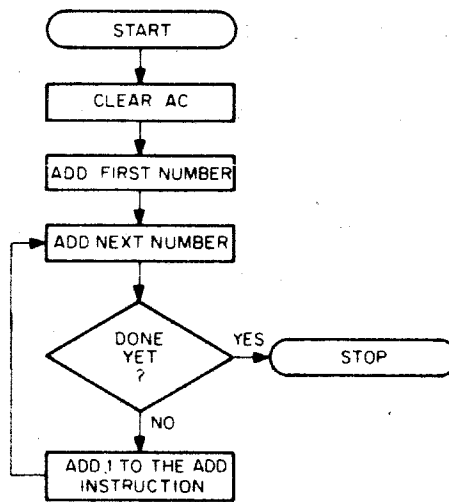 START
CLEAR AC
ADD FIRST NUMBER
ADD NEXT NUMBER
DONE
YET
?
YES
STOP
NO
ADD 1 TO THE ADD
INSTRUCTION